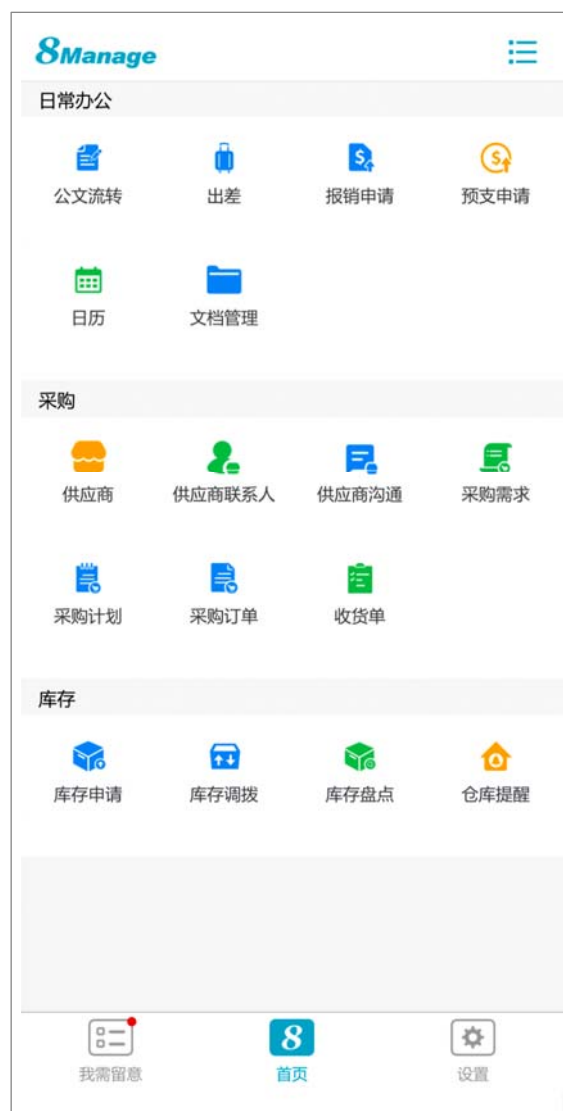 8Manage
日常办公
公文流转 出差 报销申请 预支申请
日历 文档管理
采购
供应商 供应商联系人 供应商沟通 采购需求
采购计划 采购订单 收货单
库存
库存申请 库存调拨 库存盘点 仓库提醒
8
我需留意 首页 设置